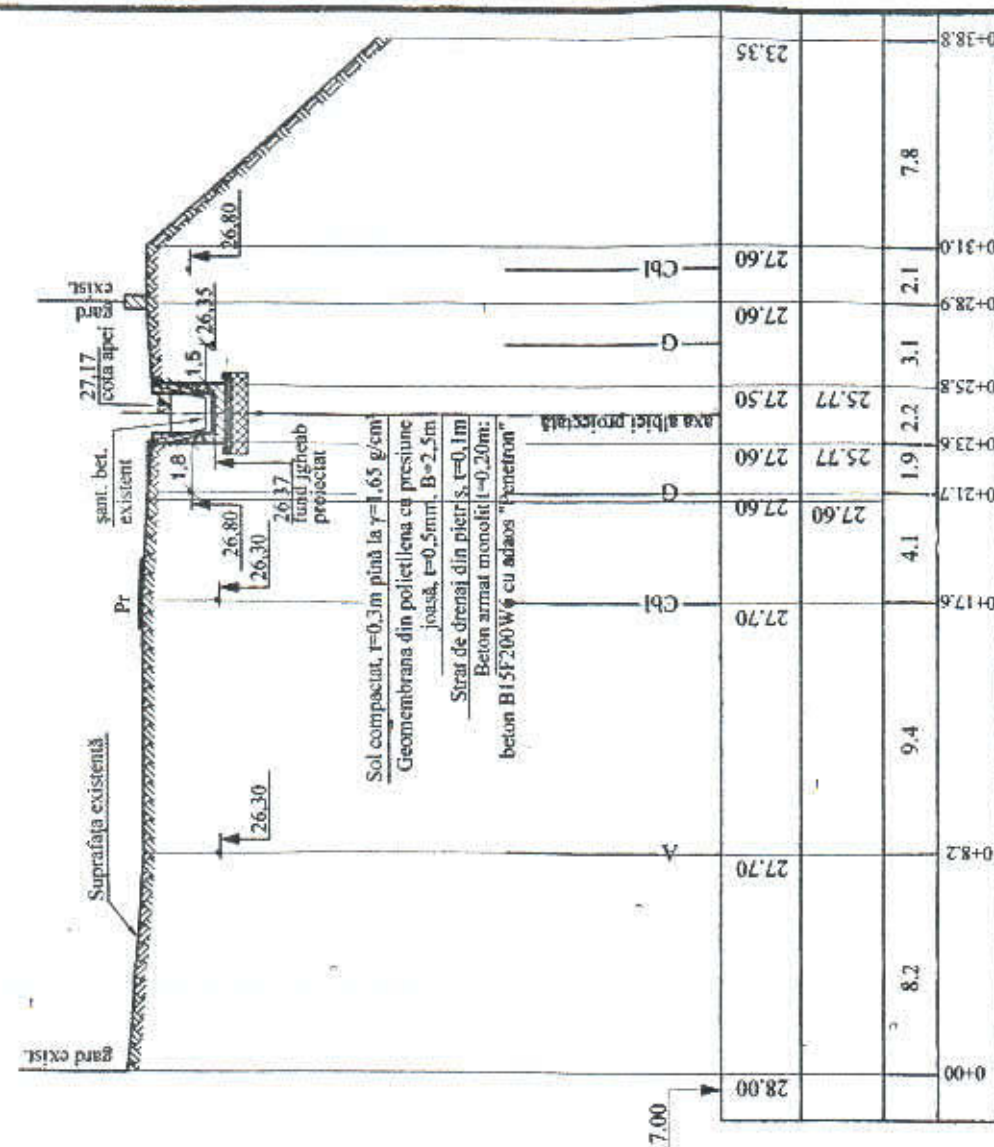 gard exist.
Suprafața existentă
Pr
șant. bet.
existent
27,17
cota apei
gard
exist.
1,8
1,5
26,80
26,35
26,37
fund jgheab
proiectat
26,80
26,30
26,30
Sol compactat, t=0,3m pînă la γ=1,65 g/cm³
Geomembrana din polietilena cu presiune
joasă, t=0,5mm, B=2,5m
Strat de drenaj din pietriș, t=0,1m
Beton armat monolit t=0,20m:
beton B15F200W6 cu adaos "Penetron"
A
Cbl
G
axa albiei proiectată
G
Cbl
7.00
28.00
27.70
27.70
27.60
27.60
27.50
27.60
27.60
23.35
27.60
25.77
25.77
8.2
9.4
4.1
1.9
2.2
3.1
2.1
7.8
0+00
0+8.2
0+17.6
0+21.7
0+23.6
0+25.8
0+28.9
0+31.0
0+38.8